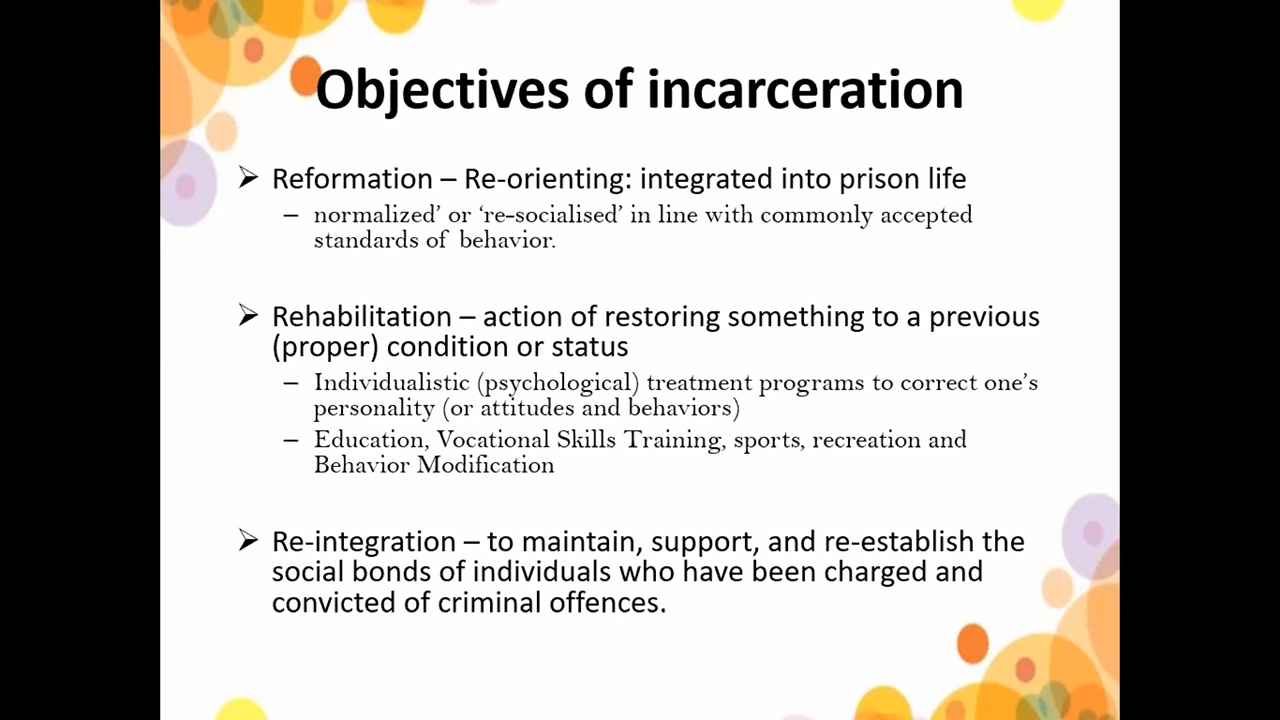 Objectives of incarceration
➢ Reformation – Re-orienting: integrated into prison life
– normalized’ or ‘re-socialised’ in line with commonly accepted
standards of behavior.
➢ Rehabilitation – action of restoring something to a previous
(proper) condition or status
– Individualistic (psychological) treatment programs to correct one’s
personality (or attitudes and behaviors)
– Education, Vocational Skills Training, sports, recreation and
Behavior Modification
➢ Re-integration – to maintain, support, and re-establish the
social bonds of individuals who have been charged and
convicted of criminal offences.